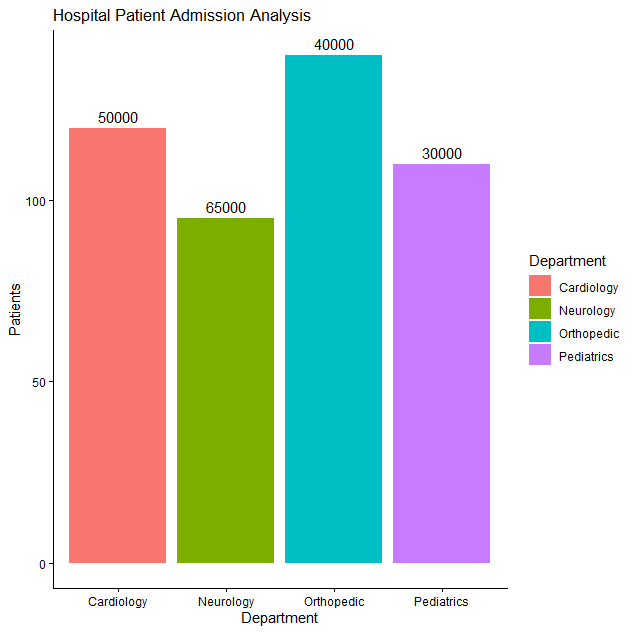 Hospital Patient Admission Analysis
40000
50000
30000
65000
100
50
0
Patients
Cardiology
Neurology
Orthopedic
Pediatrics
Department
Department
Cardiology
Neurology
Orthopedic
Pediatrics